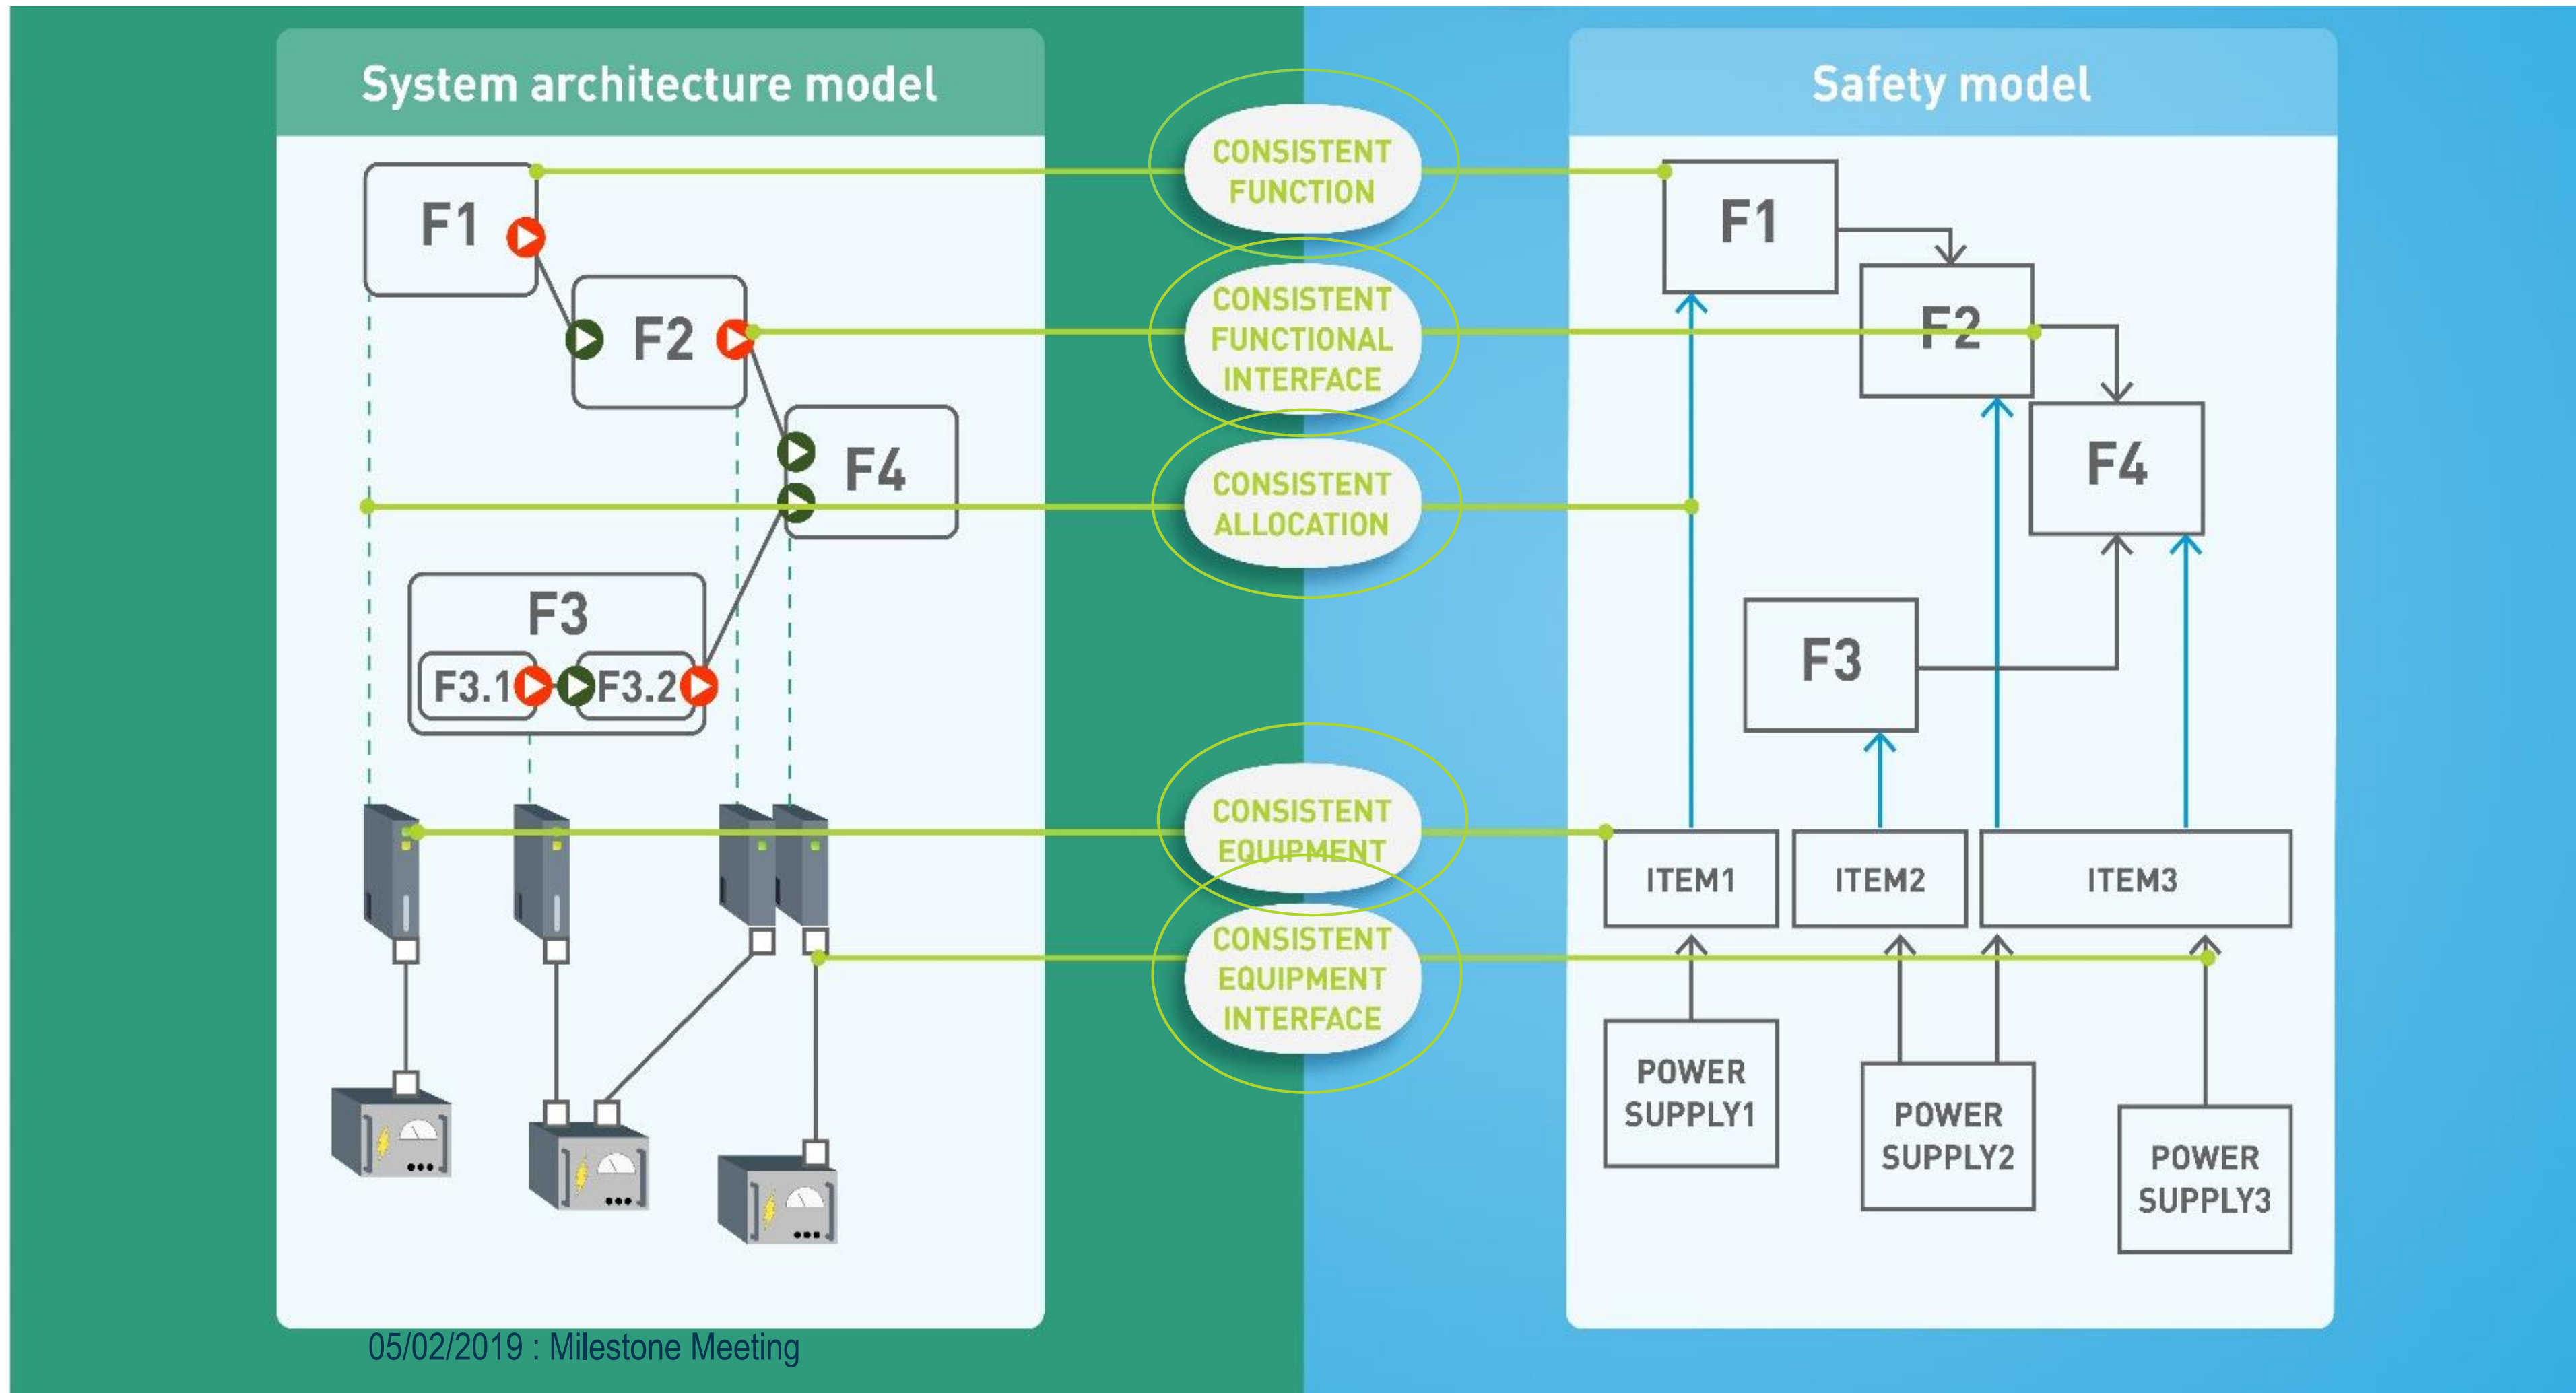 System architecture model
F1
F2
F4
F3
F3.1
F3.2
CONSISTENT
FUNCTION
CONSISTENT
FUNCTIONAL
INTERFACE
CONSISTENT
ALLOCATION
CONSISTENT
EQUIPMENT
CONSISTENT
EQUIPMENT
INTERFACE
Safety model
F1
F2
F4
F3
ITEM1
ITEM2
ITEM3
POWER
SUPPLY1
POWER
SUPPLY2
POWER
SUPPLY3
05/02/2019 : Milestone Meeting